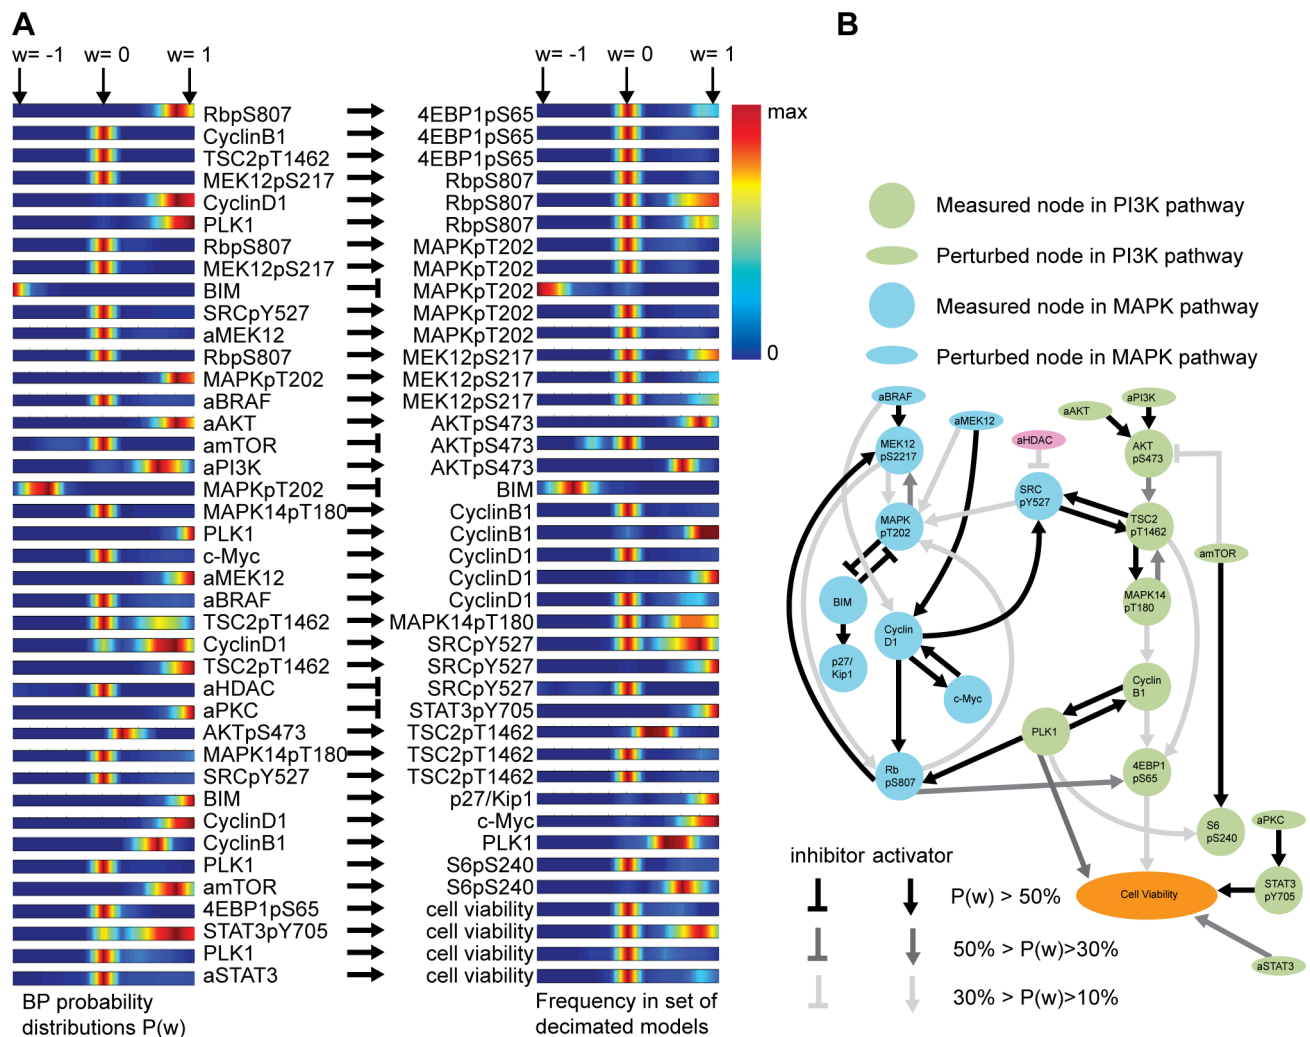 A
B
w= -1 w= 0 w= 1
w= -1 w= 0 w= 1
RbpS807 4EBP1pS65
CyclinB1 4EBP1pS65
TSC2pT1462 4EBP1pS65
MEK12pS217 RbpS807
CyclinD1 RbpS807
PLK1 RbpS807
RbpS807 MAPKpT202
MEK12pS217 MAPKpT202
BIM MAPKpT202
SRCpY527 MAPKpT202
aMEK12 MAPKpT202
RbpS807 MEK12pS217
MAPKpT202 MEK12pS217
aBRAF MEK12pS217
aAKT AKTpS473
amTOR AKTpS473
aPI3K AKTpS473
MAPKpT202 BIM
MAPK14pT180 CyclinB1
PLK1 CyclinB1
c-Myc CyclinD1
aMEK12 CyclinD1
aBRAF CyclinD1
TSC2pT1462 MAPK14pT180
CyclinD1 SRCpY527
TSC2pT1462 SRCpY527
aHDAC SRCpY527
aPKC STAT3pY705
AKTpS473 TSC2pT1462
MAPK14pT180 TSC2pT1462
SRCpY527 TSC2pT1462
BIM p27/Kip1
CyclinD1 c-Myc
CyclinB1 PLK1
PLK1 S6pS240
amTOR S6pS240
4EBP1pS65 cell viability
STAT3pY705 cell viability
PLK1 cell viability
aSTAT3 cell viability
BP probability
distributions P(w)
Frequency in set of
decimated models
max
0
Measured node in PI3K pathway
Perturbed node in PI3K pathway
Measured node in MAPK pathway
Perturbed node in MAPK pathway
aBRAF
aMEK12
aHDAC
aAKT
aPI3K
MEK12
pS2217
AKT
pS473
SRC
pY527
MAPK
pT202
TSC2
pT1462
amTOR
BIM
MAPK14
pT180
Cyclin
D1
p27/
Kip1
c-Myc
Cyclin
B1
PLK1
Rb
pS807
4EBP1
pS65
S6
pS240
aPKC
STAT3
pY705
Cell Viability
aSTAT3
inhibitor activator
P(w) > 50%
50% > P(w)>30%
30% > P(w)>10%